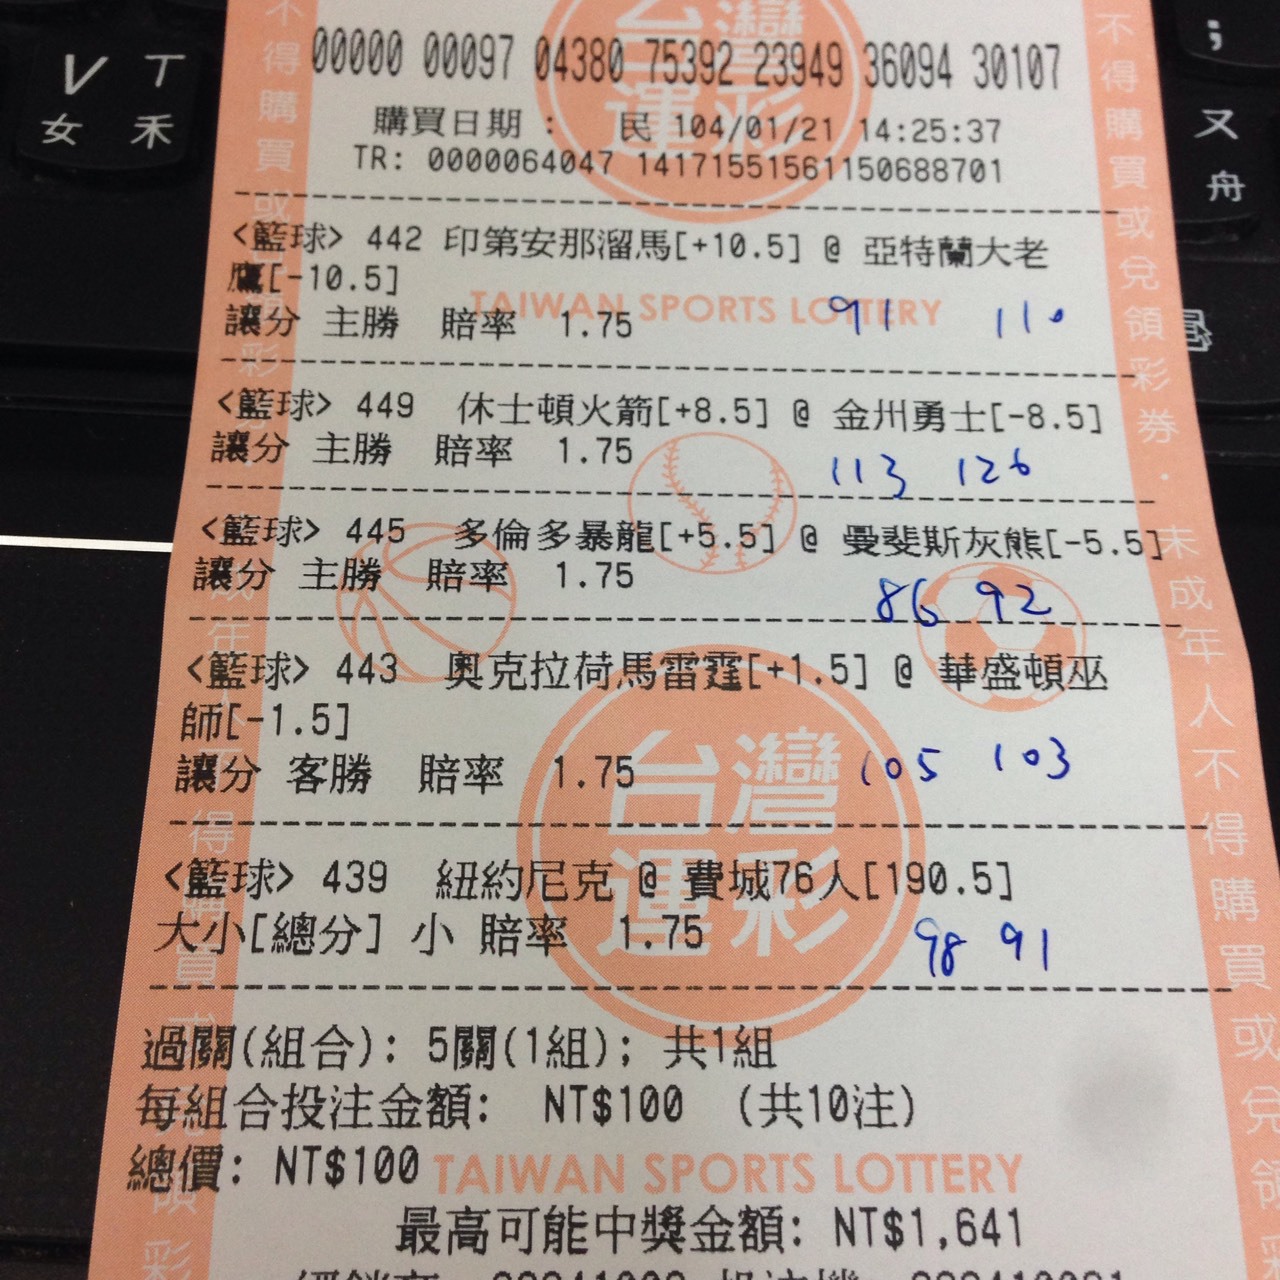 00000 00097 04380 75392 23949 36094 30107
購買日期 : 民 104/01/21 14:25:37
TR: 0000064047 141715515611150688701
<籃球> 442 印第安那溜馬[+10.5] @ 亞特蘭大老
鷹[-10.5]
讓分 主勝 賠率 1.75
91 110
<籃球> 449 休士頓火箭[+8.5] @ 金州勇士[-8.5]
讓分 主勝 賠率 1.75
113 126
<籃球> 445 多倫多暴龍[+5.5] @ 曼斐斯灰熊[-5.5]
讓分 主勝 賠率 1.75
86 92
<籃球> 443 奧克拉荷馬雷霆[+1.5] @ 華盛頓巫
師[-1.5]
讓分 客勝 賠率 1.75
105 103
<籃球> 439 紐約尼克 @ 費城76人[190.5]
大小[總分] 小 賠率 1.75
98 91
過關(組合): 5關(1組); 共1組
每組合投注金額: NT$100 (共10注)
總價: NT$100
最高可能中獎金額: NT$1,641
台灣
運彩
TAIWAN SPORTS LOTTERY
台灣
運彩
TAIWAN SPORTS LOTTERY
不得購買或兌領彩券·未成年人不得購買或兌領彩
V
女
ㄒ
禾
;
ㄡ
舟